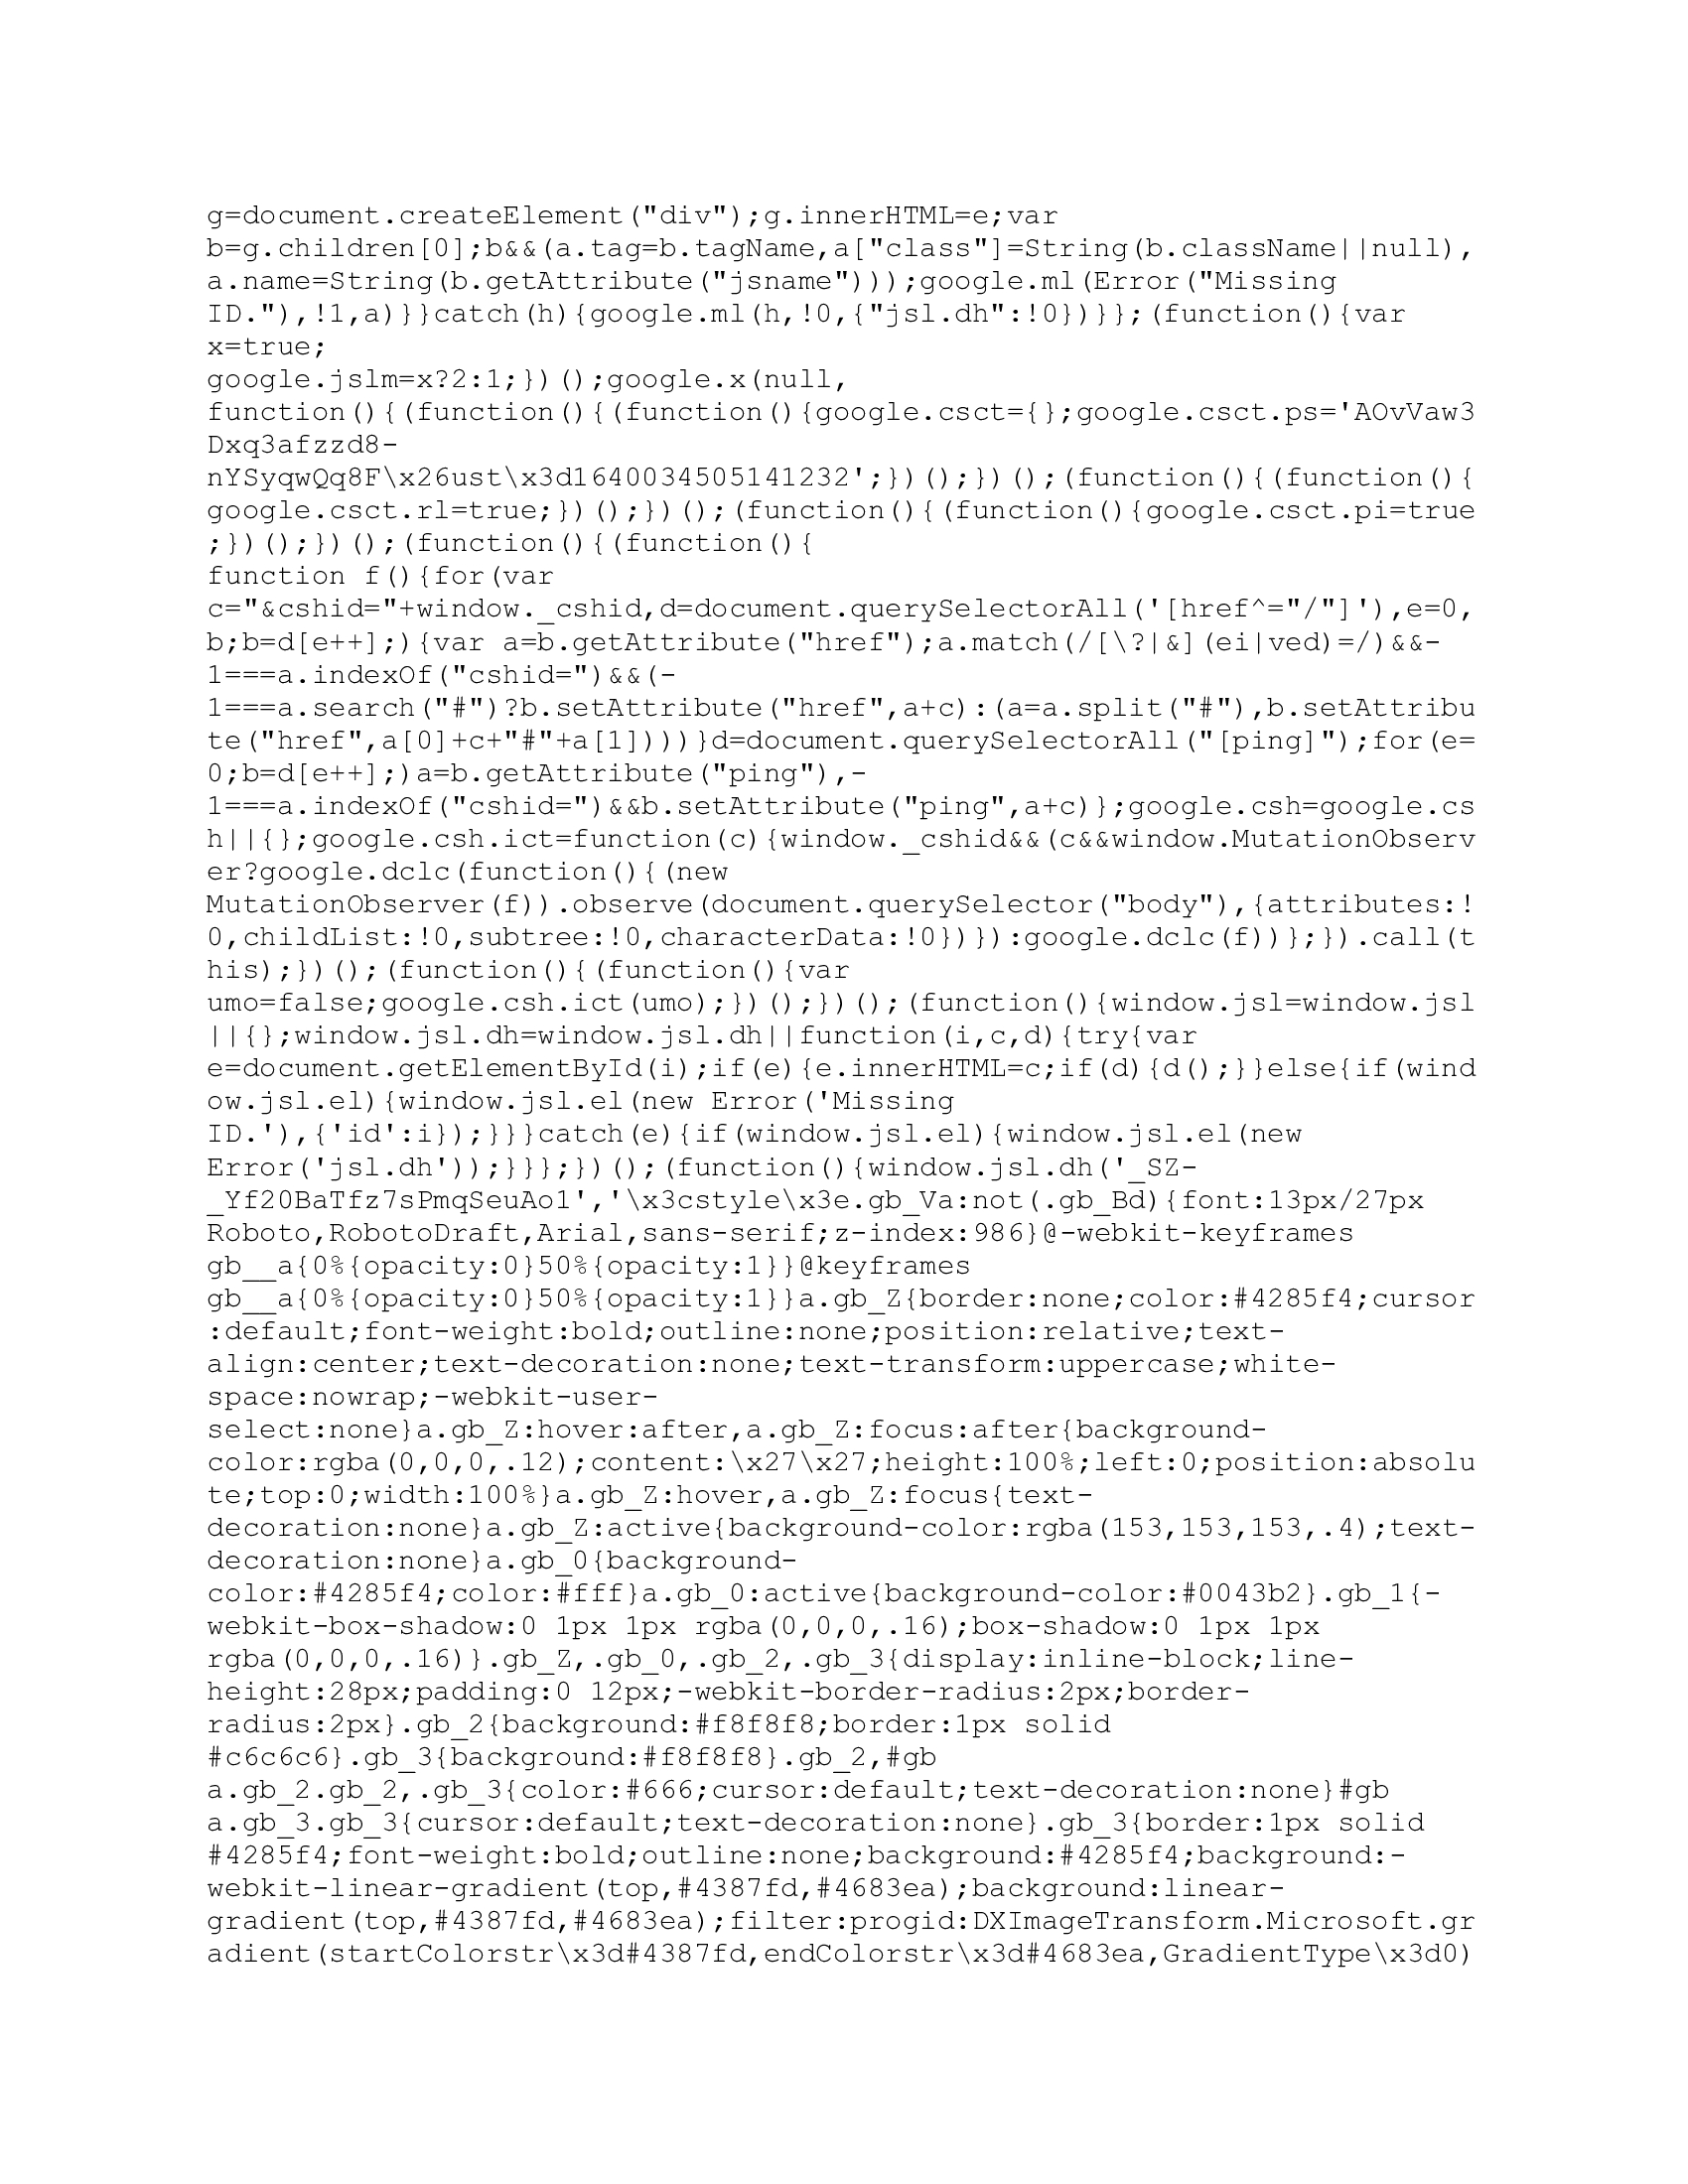 g=document.createElement("div");g.innerHTML=e;var
b=g.children[0];b&&(a.tag=b.tagName,a["class"]=String(b.className||null),
a.name=String(b.getAttribute("jsname")));google.ml(Error("Missing
ID."),!1,a)}}catch(h){google.ml(h,!0,{"jsl.dh":!0})}};(function(){var
x=true;
google.jslm=x?2:1;})();google.x(null,
function(){(function(){(function(){google.csct={};google.csct.ps='AOvVaw3
Dxq3afzzd8-
nYSyqwQq8F\x26ust\x3d1640034505141232';})();})();(function(){(function(){
google.csct.rl=true;})();})();(function(){(function(){google.csct.pi=true
;})();})();(function(){(function(){
function f(){for(var
c="&cshid="+window._cshid,d=document.querySelectorAll('[href^="/"]'),e=0,
b;b=d[e++];){var a=b.getAttribute("href");a.match(/[\?|&](ei|ved)=/)&&-
1===a.indexOf("cshid=")&&(-
1===a.search("#")?b.setAttribute("href",a+c):(a=a.split("#"),b.setAttribu
te("href",a[0]+c+"#"+a[1])))}d=document.querySelectorAll("[ping]");for(e=
0;b=d[e++];)a=b.getAttribute("ping"),-
1===a.indexOf("cshid=")&&b.setAttribute("ping",a+c)};google.csh=google.cs
h||{};google.csh.ict=function(c){window._cshid&&(c&&window.MutationObserv
er?google.dclc(function(){(new
MutationObserver(f)).observe(document.querySelector("body"),{attributes:!
0,childList:!0,subtree:!0,characterData:!0})}):google.dclc(f))};}).call(t
his);})();(function(){(function(){var
umo=false;google.csh.ict(umo);})();})();(function(){window.jsl=window.jsl
||{};window.jsl.dh=window.jsl.dh||function(i,c,d){try{var
e=document.getElementById(i);if(e){e.innerHTML=c;if(d){d();}}else{if(wind
ow.jsl.el){window.jsl.el(new Error('Missing
ID.'),{'id':i});}}}catch(e){if(window.jsl.el){window.jsl.el(new
Error('jsl.dh'));}}};})();(function(){window.jsl.dh('_SZ-
_Yf20BaTfz7sPmqSeuAo1','\x3cstyle\x3e.gb_Va:not(.gb_Bd){font:13px/27px
Roboto,RobotoDraft,Arial,sans-serif;z-index:986}@-webkit-keyframes
gb__a{0%{opacity:0}50%{opacity:1}}@keyframes
gb__a{0%{opacity:0}50%{opacity:1}}a.gb_Z{border:none;color:#4285f4;cursor
:default;font-weight:bold;outline:none;position:relative;text-
align:center;text-decoration:none;text-transform:uppercase;white-
space:nowrap;-webkit-user-
select:none}a.gb_Z:hover:after,a.gb_Z:focus:after{background-
color:rgba(0,0,0,.12);content:\x27\x27;height:100%;left:0;position:absolu
te;top:0;width:100%}a.gb_Z:hover,a.gb_Z:focus{text-
decoration:none}a.gb_Z:active{background-color:rgba(153,153,153,.4);text-
decoration:none}a.gb_0{background-
color:#4285f4;color:#fff}a.gb_0:active{background-color:#0043b2}.gb_1{-
webkit-box-shadow:0 1px 1px rgba(0,0,0,.16);box-shadow:0 1px 1px
rgba(0,0,0,.16)}.gb_Z,.gb_0,.gb_2,.gb_3{display:inline-block;line-
height:28px;padding:0 12px;-webkit-border-radius:2px;border-
radius:2px}.gb_2{background:#f8f8f8;border:1px solid
#c6c6c6}.gb_3{background:#f8f8f8}.gb_2,#gb
a.gb_2.gb_2,.gb_3{color:#666;cursor:default;text-decoration:none}#gb
a.gb_3.gb_3{cursor:default;text-decoration:none}.gb_3{border:1px solid
#4285f4;font-weight:bold;outline:none;background:#4285f4;background:-
webkit-linear-gradient(top,#4387fd,#4683ea);background:linear-
gradient(top,#4387fd,#4683ea);filter:progid:DXImageTransform.Microsoft.gr
adient(startColorstr\x3d#4387fd,endColorstr\x3d#4683ea,GradientType\x3d0)